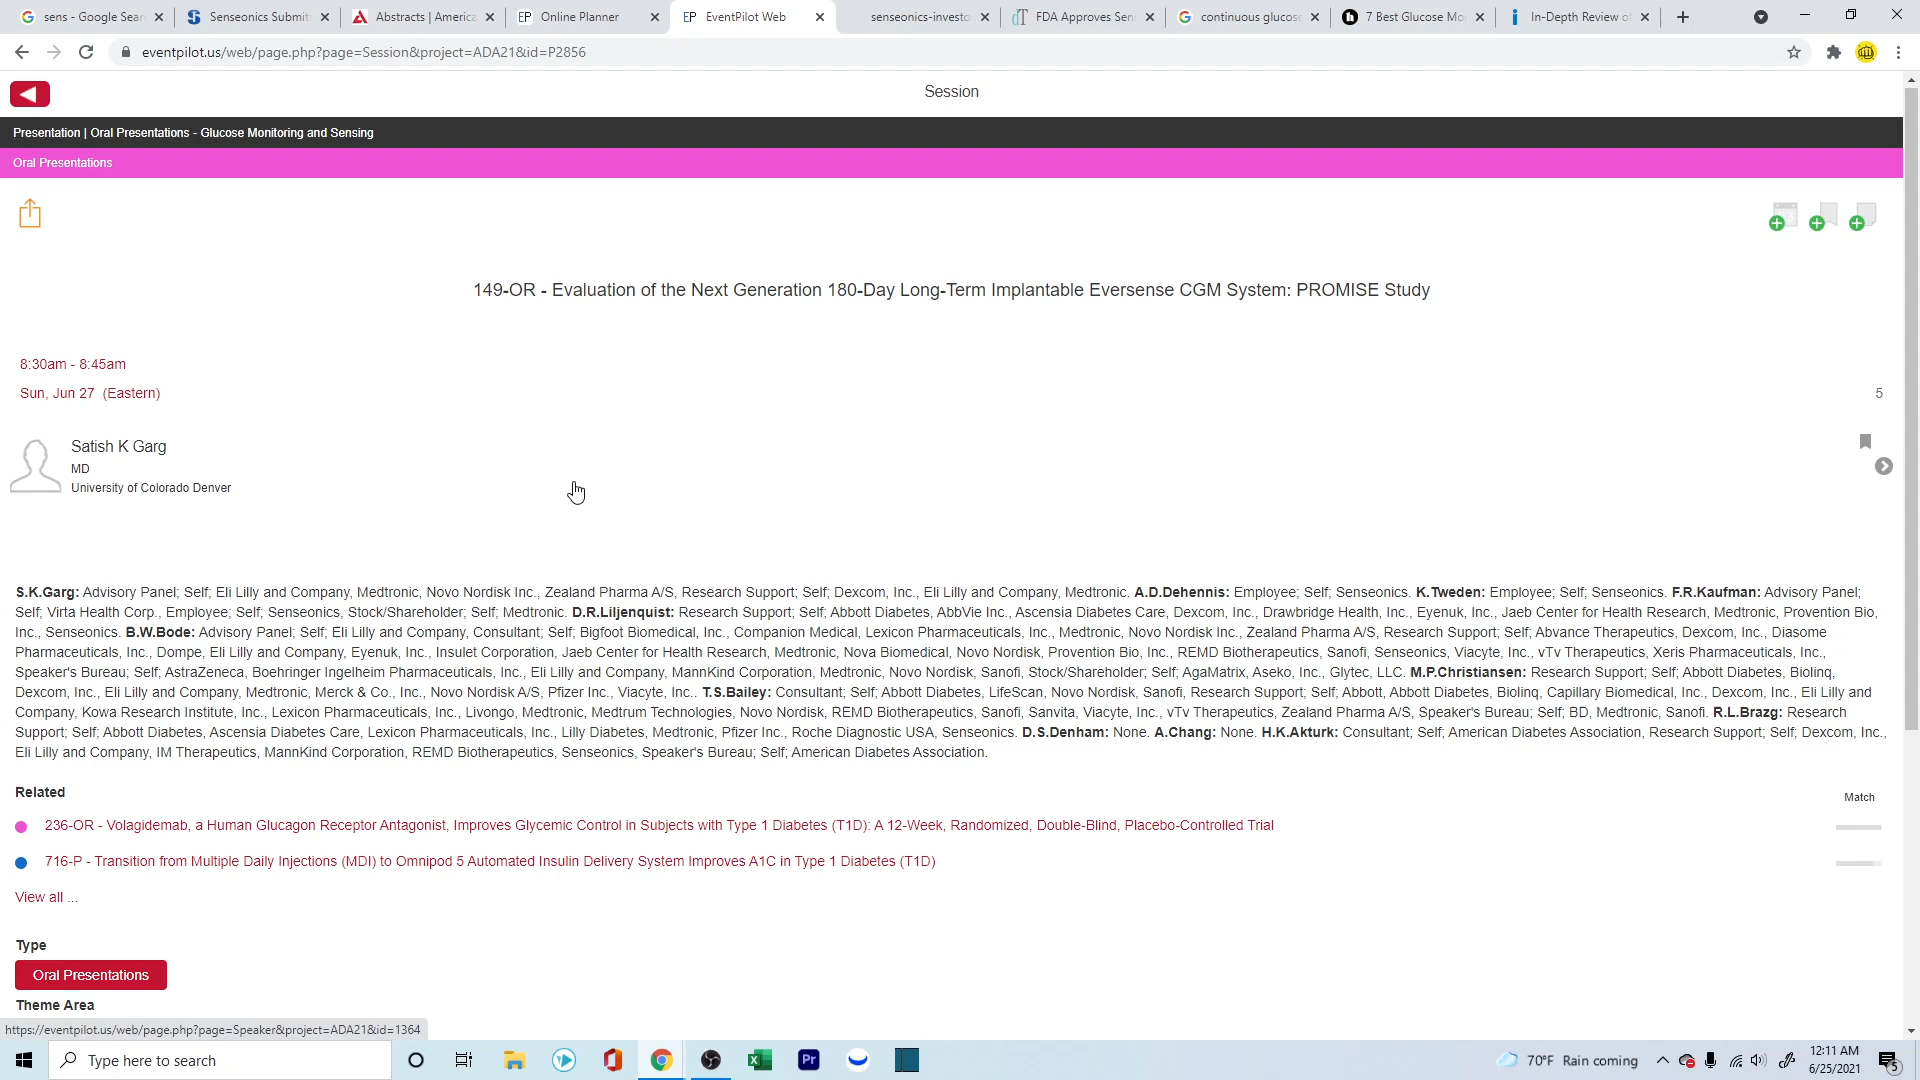 sens - Google Sear
Senseonics Submit
Abstracts | America
EP Online Planner
EP EventPilot Web
senseonics-investo
dT FDA Approves Sen
continuous glucose
7 Best Glucose Mo
In-Depth Review of
eventpilot.us/web/page.php?page=Session&project=ADA21&id=P2856
Session
Presentation | Oral Presentations - Glucose Monitoring and Sensing
Oral Presentations
149-OR - Evaluation of the Next Generation 180-Day Long-Term Implantable Eversense CGM System: PROMISE Study
8:30am - 8:45am
Sun, Jun 27 (Eastern)
5
Satish K Garg
MD
University of Colorado Denver
S.K.Garg: Advisory Panel; Self; Eli Lilly and Company, Medtronic, Novo Nordisk Inc., Zealand Pharma A/S, Research Support; Self; Dexcom, Inc., Eli Lilly and Company, Medtronic. A.D.Dehennis: Employee; Self; Senseonics. K.Tweden: Employee; Self; Senseonics. F.R.Kaufman: Advisory Panel;
Self; Virta Health Corp., Employee; Self; Senseonics, Stock/Shareholder; Self; Medtronic. D.R.Liljenquist: Research Support; Self; Abbott Diabetes, AbbVie Inc., Ascensia Diabetes Care, Dexcom, Inc., Drawbridge Health, Inc., Eyenuk, Inc., Jaeb Center for Health Research, Medtronic, Provention Bio,
Inc., Senseonics. B.W.Bode: Advisory Panel; Self; Eli Lilly and Company, Consultant; Self; Bigfoot Biomedical, Inc., Companion Medical, Lexicon Pharmaceuticals, Inc., Medtronic, Novo Nordisk Inc., Zealand Pharma A/S, Research Support; Self; Abvance Therapeutics, Dexcom, Inc., Diasome
Pharmaceuticals, Inc., Dompe, Eli Lilly and Company, Eyenuk, Inc., Insulet Corporation, Jaeb Center for Health Research, Medtronic, Nova Biomedical, Novo Nordisk, Provention Bio, Inc., REMD Biotherapeutics, Sanofi, Senseonics, Viacyte, Inc., vTv Therapeutics, Xeris Pharmaceuticals, Inc.,
Speaker's Bureau; Self; AstraZeneca, Boehringer Ingelheim Pharmaceuticals, Inc., Eli Lilly and Company, MannKind Corporation, Medtronic, Novo Nordisk, Sanofi, Stock/Shareholder; Self; AgaMatrix, Aseko, Inc., Glytec, LLC. M.P.Christiansen: Research Support; Self; Abbott Diabetes, Biolinq,
Dexcom, Inc., Eli Lilly and Company, Medtronic, Merck & Co., Inc., Novo Nordisk A/S, Pfizer Inc., Viacyte, Inc.. T.S.Bailey: Consultant; Self; Abbott Diabetes, LifeScan, Novo Nordisk, Sanofi, Research Support; Self; Abbott, Abbott Diabetes, Biolinq, Capillary Biomedical, Inc., Dexcom, Inc., Eli Lilly and
Company, Kowa Research Institute, Inc., Lexicon Pharmaceuticals, Inc., Livongo, Medtronic, Medtrum Technologies, Novo Nordisk, REMD Biotherapeutics, Sanofi, Sanvita, Viacyte, Inc., vTv Therapeutics, Zealand Pharma A/S, Speaker's Bureau; Self; BD, Medtronic, Sanofi. R.L.Brazg: Research
Support; Self; Abbott Diabetes, Ascensia Diabetes Care, Lexicon Pharmaceuticals, Inc., Lilly Diabetes, Medtronic, Pfizer Inc., Roche Diagnostic USA, Senseonics. D.S.Denham: None. A.Chang: None. H.K.Akturk: Consultant; Self; American Diabetes Association, Research Support; Self; Dexcom, Inc.,
Eli Lilly and Company, IM Therapeutics, MannKind Corporation, REMD Biotherapeutics, Senseonics, Speaker's Bureau; Self; American Diabetes Association.
Related
Match
236-OR - Volagidemab, a Human Glucagon Receptor Antagonist, Improves Glycemic Control in Subjects with Type 1 Diabetes (T1D): A 12-Week, Randomized, Double-Blind, Placebo-Controlled Trial
716-P - Transition from Multiple Daily Injections (MDI) to Omnipod 5 Automated Insulin Delivery System Improves A1C in Type 1 Diabetes (T1D)
View all ...
Type
Oral Presentations
Theme Area
https://eventpilot.us/web/page.php?page=Speaker&project=ADA21&id=1364
Type here to search
Pr
70°F Rain coming
12:11 AM
6/25/2021
5